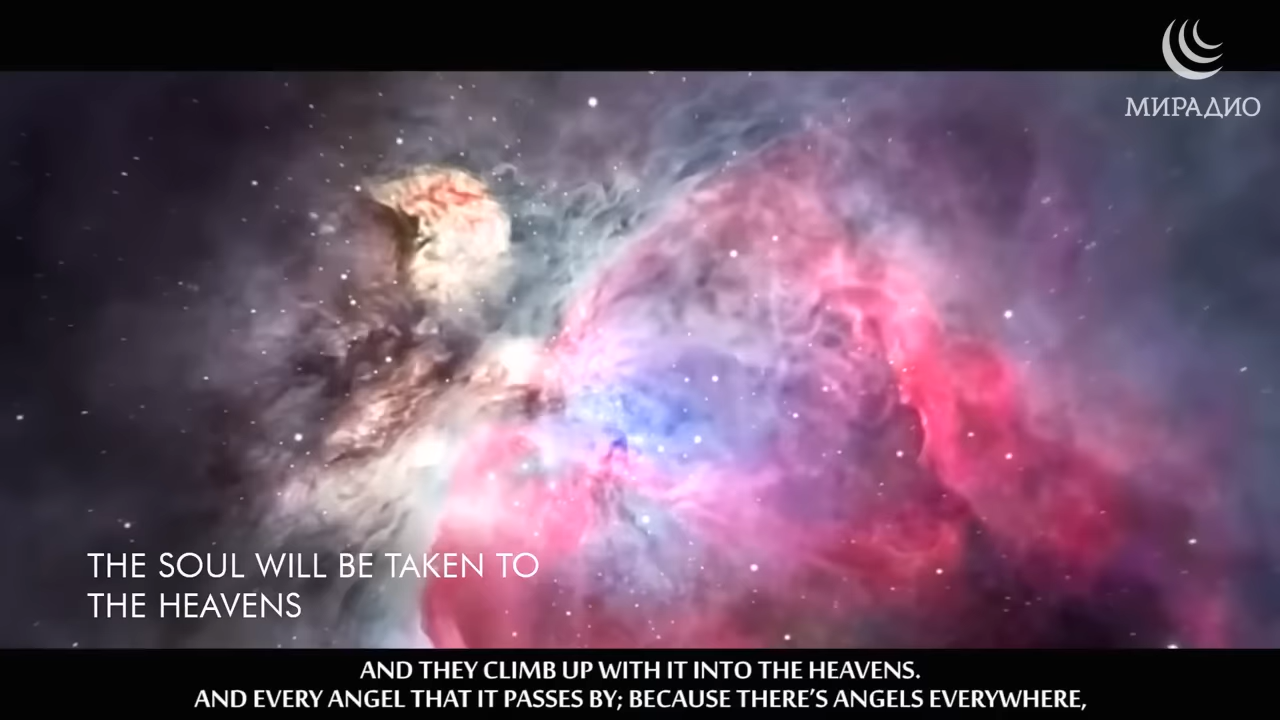 МИРАДИО
THE SOUL WILL BE TAKEN TO
THE HEAVENS
AND THEY CLIMB UP WITH IT INTO THE HEAVENS.
AND EVERY ANGEL THAT IT PASSES BY; BECAUSE THERE'S ANGELS EVERYWHERE,